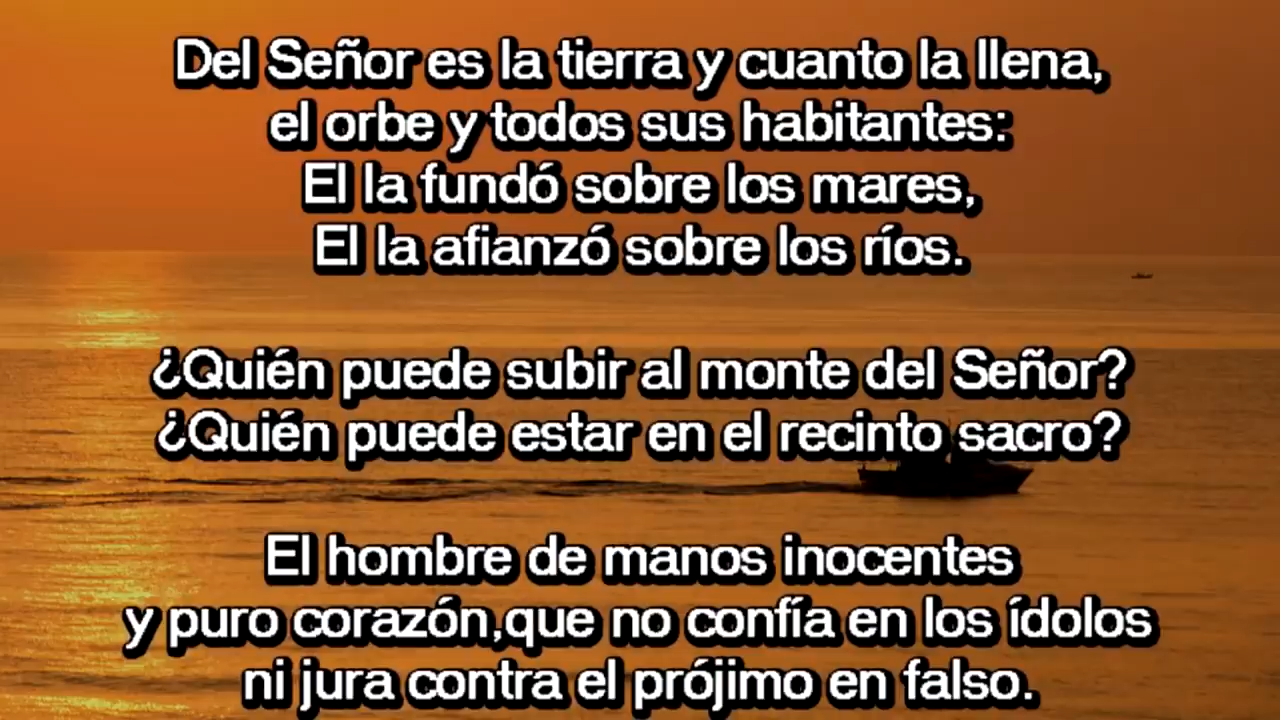 Del Señor es la tierra y cuanto la llena,
el orbe y todos sus habitantes:
El la fundó sobre los mares,
El la afianzó sobre los ríos.
¿Quién puede subir al monte del Señor?
¿Quién puede estar en el recinto sacro?
El hombre de manos inocentes
y puro corazón,que no confía en los ídolos
ni jura contra el prójimo en falso.